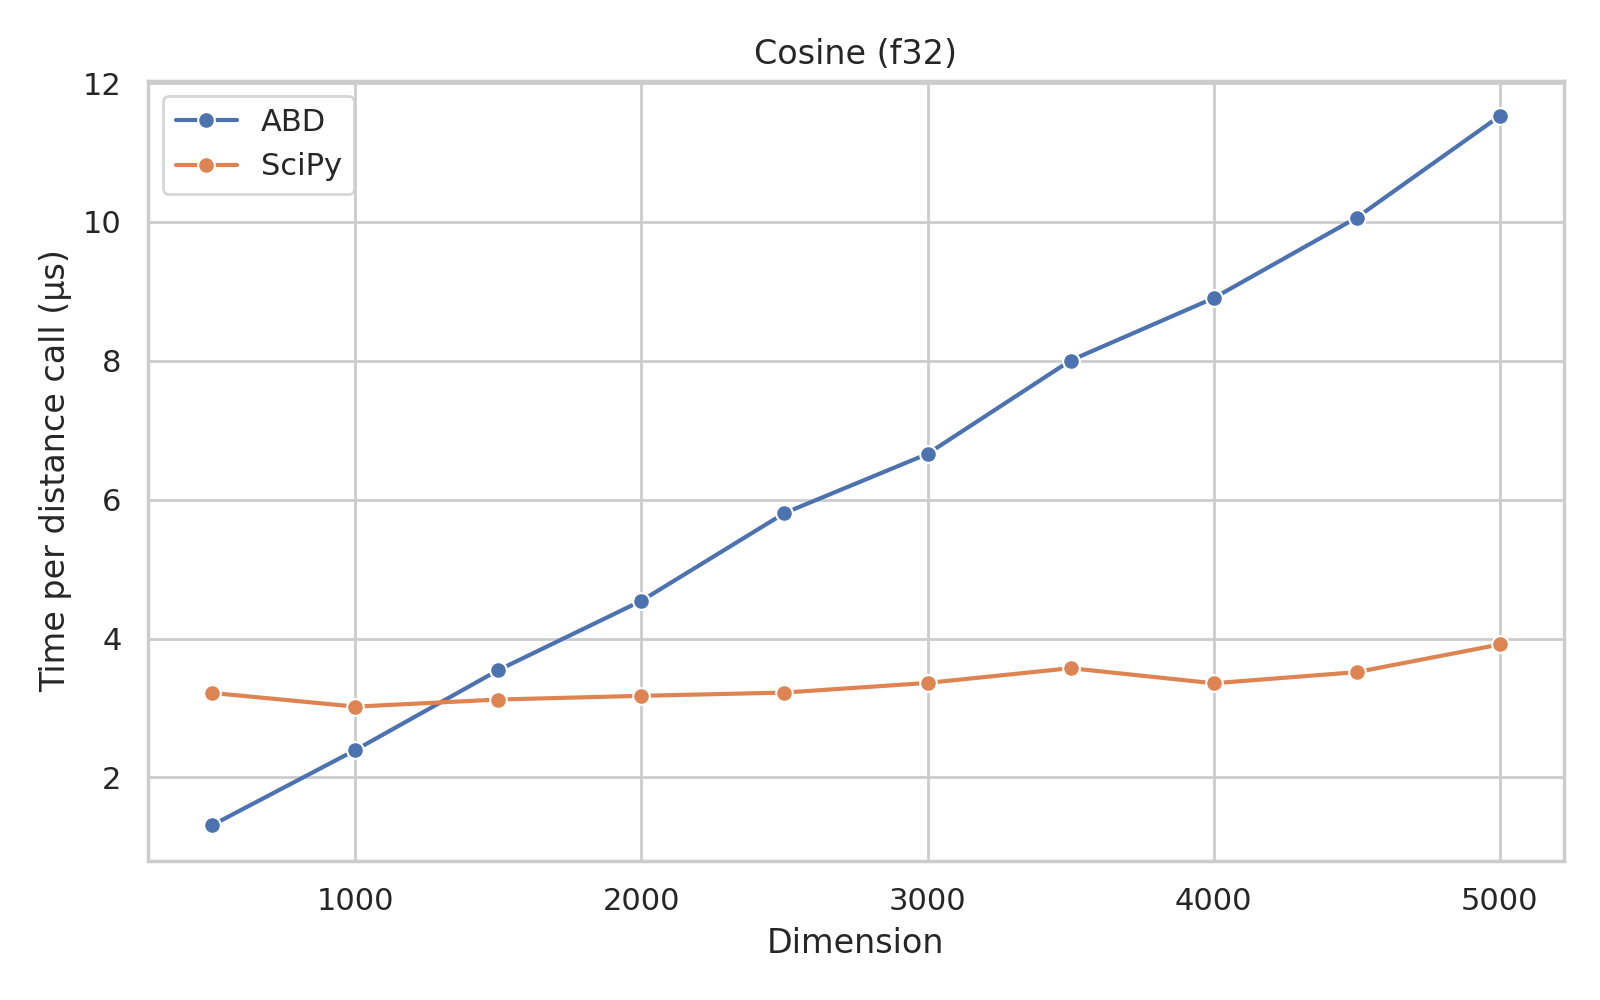 Cosine (f32)
12
10
8
6
4
2
Time per distance call (µs)
ABD
SciPy
1000 2000 3000 4000 5000
Dimension